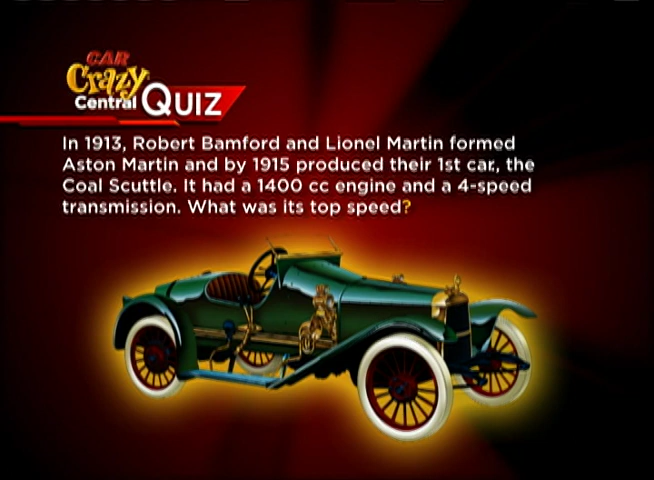 CAR
Crazy
Central QUIZ
In 1913, Robert Bamford and Lionel Martin formed
Aston Martin and by 1915 produced their 1st car, the
Coal Scuttle. It had a 1400 cc engine and a 4-speed
transmission. What was its top speed?